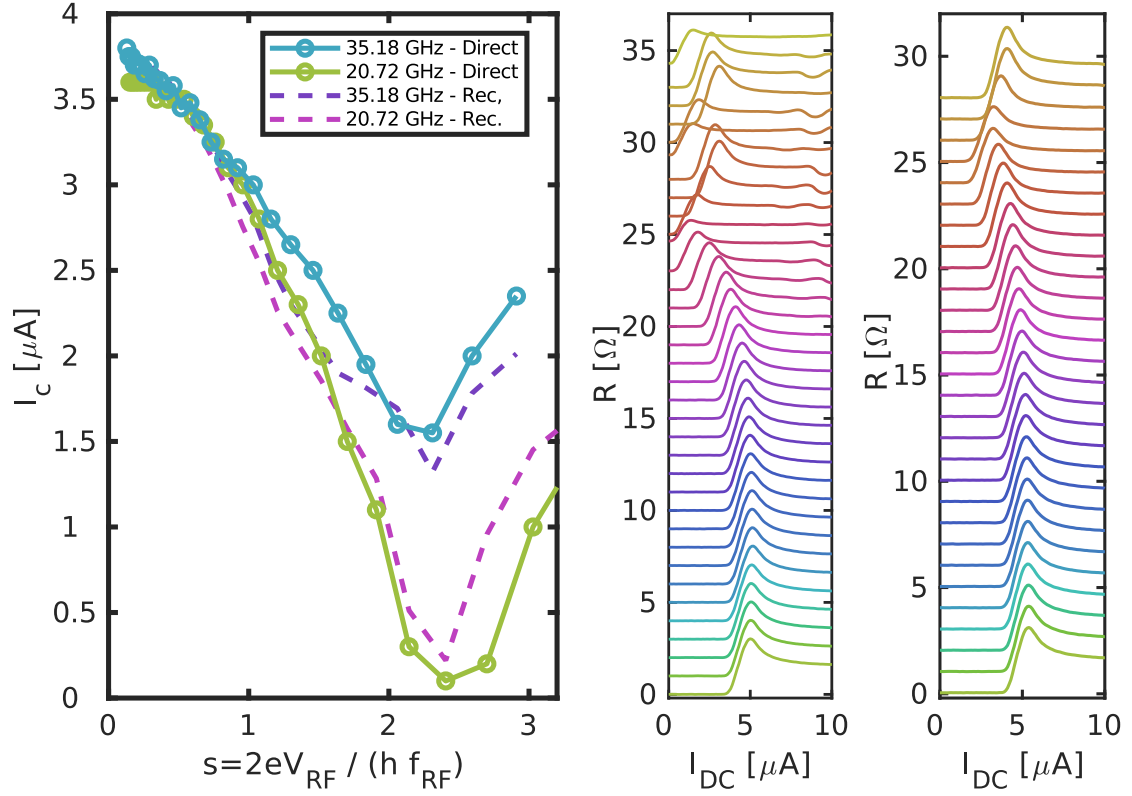 4
3.5
3
2.5
2
1.5
1
0.5
0
I_c [μA]
0 1 2 3
s=2eV_RF / (h f_RF)
35.18 GHz - Direct
20.72 GHz - Direct
35.18 GHz - Rec,
20.72 GHz - Rec.
35
30
25
20
15
10
5
0
R [Ω]
0 5 10
I_DC [μA]
30
25
20
15
10
5
0
R [Ω]
0 5 10
I_DC [μA]